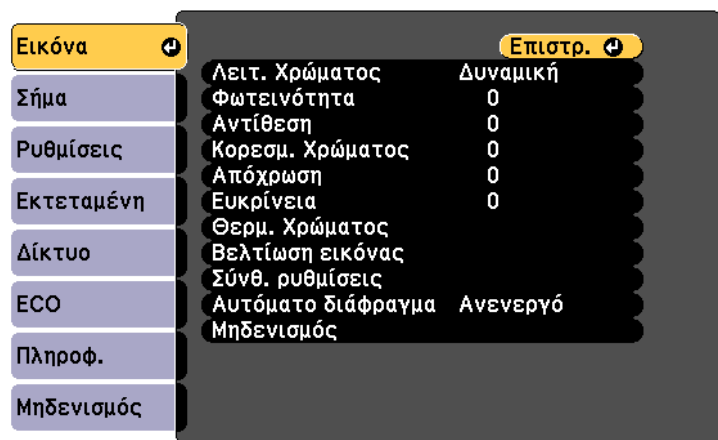 Εικόνα
Σήμα
Ρυθμίσεις
Εκτεταμένη
Δίκτυο
ECO
Πληροφ.
Μηδενισμός
Επιστρ.
Λειτ. Χρώματος Δυναμική
Φωτεινότητα 0
Αντίθεση 0
Κορεσμ. Χρώματος 0
Απόχρωση 0
Ευκρίνεια 0
Θερμ. Χρώματος
Βελτίωση εικόνας
Σύνθ. ρυθμίσεις
Αυτόματο διάφραγμα Ανενεργό
Μηδενισμός